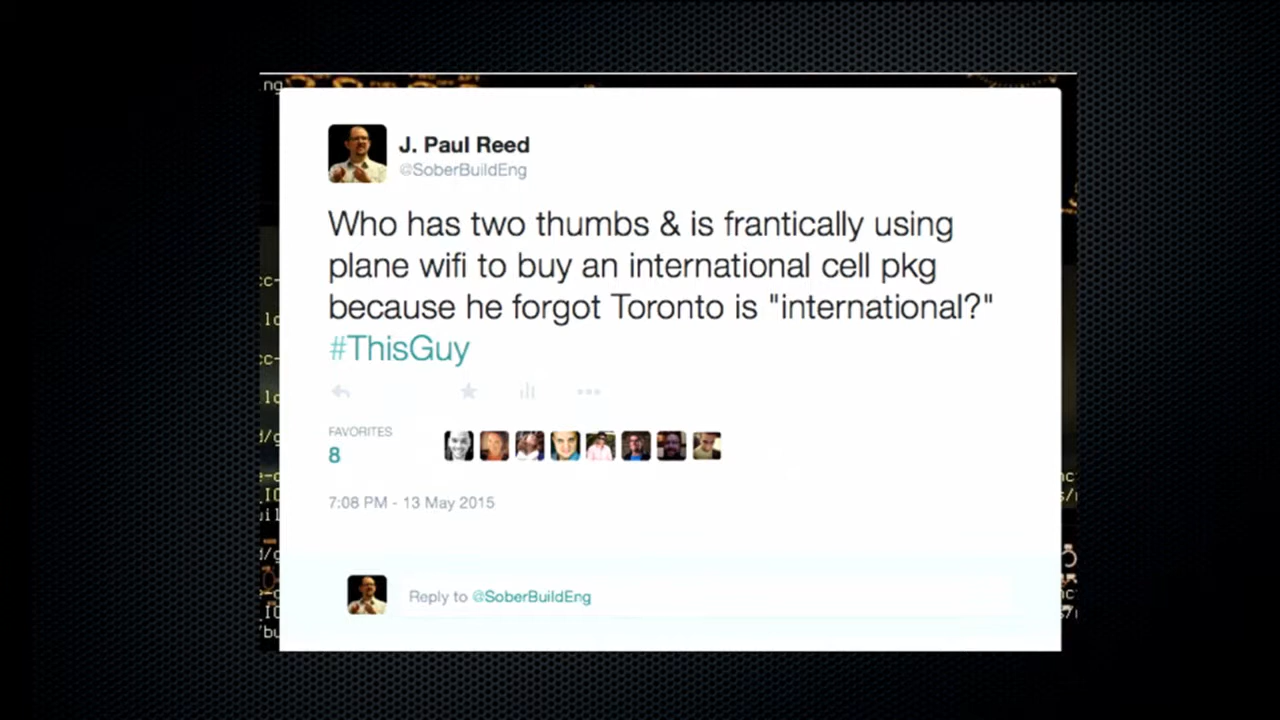 ng
J. Paul Reed
@SoberBuildEng
Who has two thumbs & is frantically using
plane wifi to buy an international cell pkg
because he forgot Toronto is "international?"
#ThisGuy
FAVORITES
8
7:08 PM - 13 May 2015
Reply to @SoberBuildEng